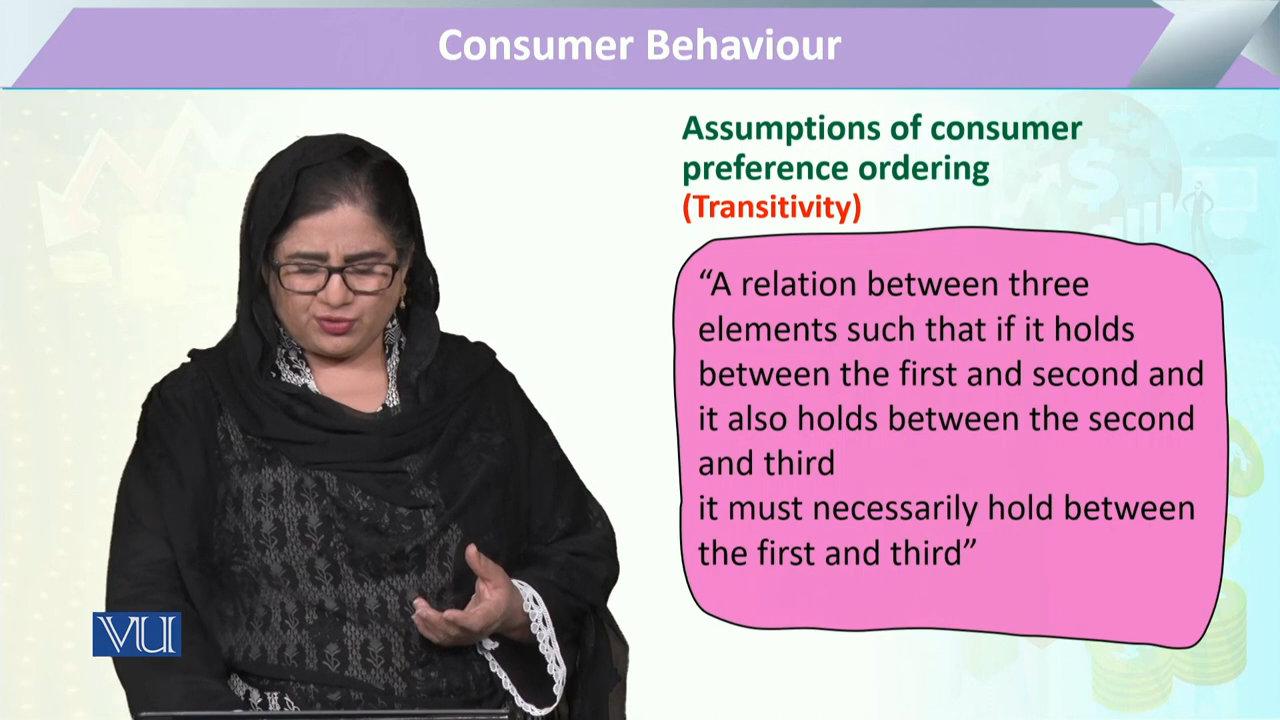 Consumer Behaviour
Assumptions of consumer
preference ordering
(Transitivity)
“A relation between three
elements such that if it holds
between the first and second and
it also holds between the second
and third
it must necessarily hold between
the first and third”
VU